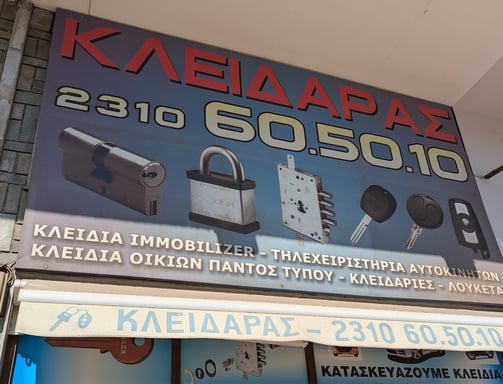 ΚΛΕΙΔΑΡΑΣ
2310 60.50.10
ΚΛΕΙΔΙΑ IMMOBILIZER - ΤΗΛΕΧΕΙΡΙΣΤΗΡΙΑ ΑΥΤΟΚΙΝΗΤΩΝ
ΚΛΕΙΔΙΑ ΟΙΚΙΩΝ ΠΑΝΤΟΣ ΤΥΠΟΥ - ΚΛΕΙΔΑΡΙΕΣ - ΛΟΥΚΕΤΑ
ΚΛΕΙΔΑΡΑΣ - 2310 60.50.10
ΚΑΤΑΣΚΕΥΑΖΟΥΜΕ ΚΛΕΙΔΙΑ